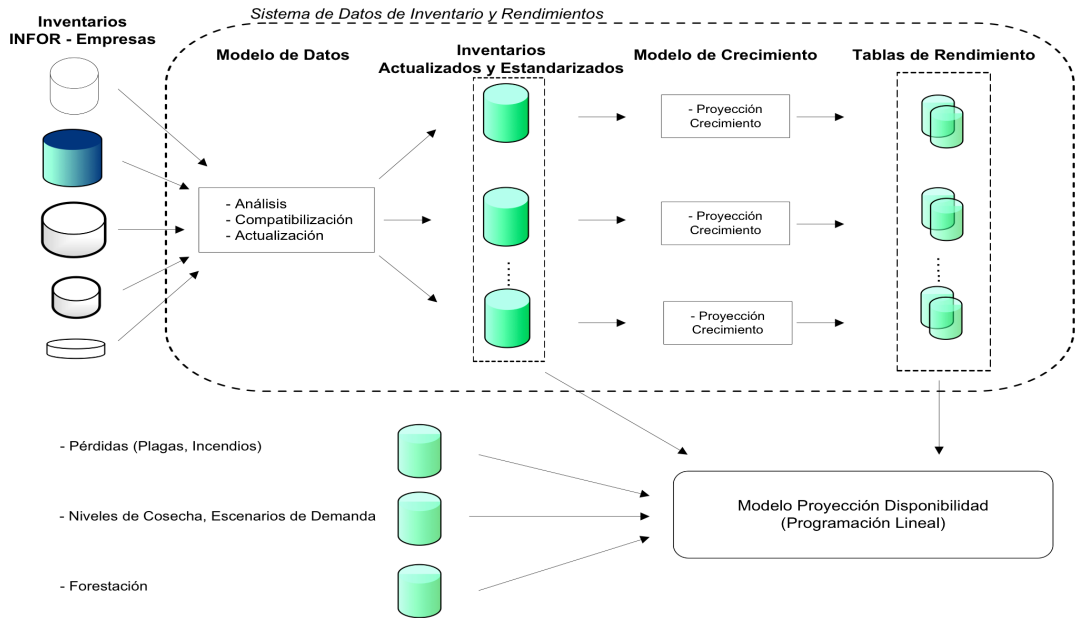 Sistema de Datos de Inventario y Rendimientos
Inventarios
INFOR - Empresas
Modelo de Datos
Inventarios
Actualizados y Estandarizados
Modelo de Crecimiento
Tablas de Rendimiento
- Análisis
- Compatibilización
- Actualización
- Proyección
Crecimiento
- Proyección
Crecimiento
- Proyección
Crecimiento
- Pérdidas (Plagas, Incendios)
- Niveles de Cosecha, Escenarios de Demanda
- Forestación
Modelo Proyección Disponibilidad
(Programación Lineal)